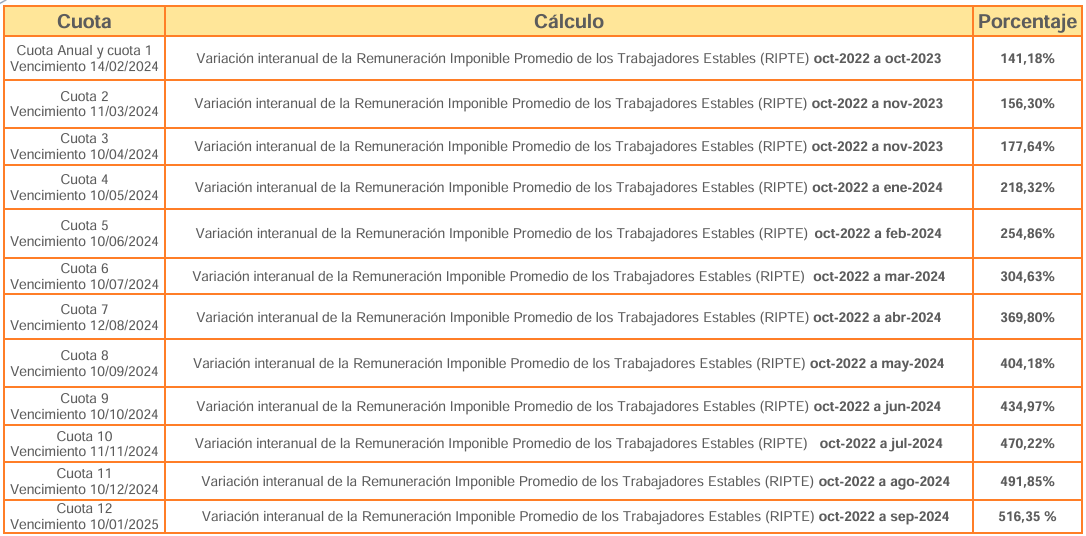 Cuota Cálculo Porcentaje
Cuota Anual y cuota 1
Vencimiento 14/02/2024
Variación interanual de la Remuneración Imponible Promedio de los Trabajadores Estables (RIPTE) oct-2022 a oct-2023
141,18%
Cuota 2
Vencimiento 11/03/2024
Variación interanual de la Remuneración Imponible Promedio de los Trabajadores Estables (RIPTE) oct-2022 a nov-2023
156,30%
Cuota 3
Vencimiento 10/04/2024
Variación interanual de la Remuneración Imponible Promedio de los Trabajadores Estables (RIPTE) oct-2022 a nov-2023
177,64%
Cuota 4
Vencimiento 10/05/2024
Variación interanual de la Remuneración Imponible Promedio de los Trabajadores Estables (RIPTE) oct-2022 a ene-2024
218,32%
Cuota 5
Vencimiento 10/06/2024
Variación interanual de la Remuneración Imponible Promedio de los Trabajadores Estables (RIPTE) oct-2022 a feb-2024
254,86%
Cuota 6
Vencimiento 10/07/2024
Variación interanual de la Remuneración Imponible Promedio de los Trabajadores Estables (RIPTE) oct-2022 a mar-2024
304,63%
Cuota 7
Vencimiento 12/08/2024
Variación interanual de la Remuneración Imponible Promedio de los Trabajadores Estables (RIPTE) oct-2022 a abr-2024
369,80%
Cuota 8
Vencimiento 10/09/2024
Variación interanual de la Remuneración Imponible Promedio de los Trabajadores Estables (RIPTE) oct-2022 a may-2024
404,18%
Cuota 9
Vencimiento 10/10/2024
Variación interanual de la Remuneración Imponible Promedio de los Trabajadores Estables (RIPTE) oct-2022 a jun-2024
434,97%
Cuota 10
Vencimiento 11/11/2024
Variación interanual de la Remuneración Imponible Promedio de los Trabajadores Estables (RIPTE) oct-2022 a jul-2024
470,22%
Cuota 11
Vencimiento 10/12/2024
Variación interanual de la Remuneración Imponible Promedio de los Trabajadores Estables (RIPTE) oct-2022 a ago-2024
491,85%
Cuota 12
Vencimiento 10/01/2025
Variación interanual de la Remuneración Imponible Promedio de los Trabajadores Estables (RIPTE) oct-2022 a sep-2024
516,35 %